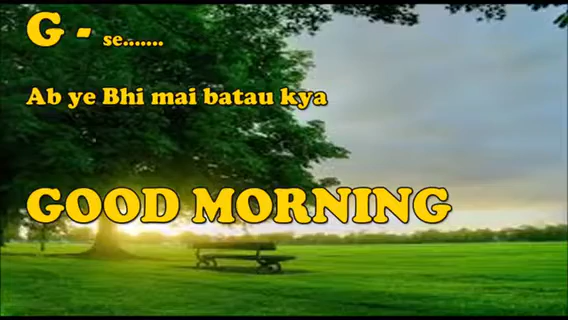 G - se.......
Ab ye Bhi mai batau kya
GOOD MORNING